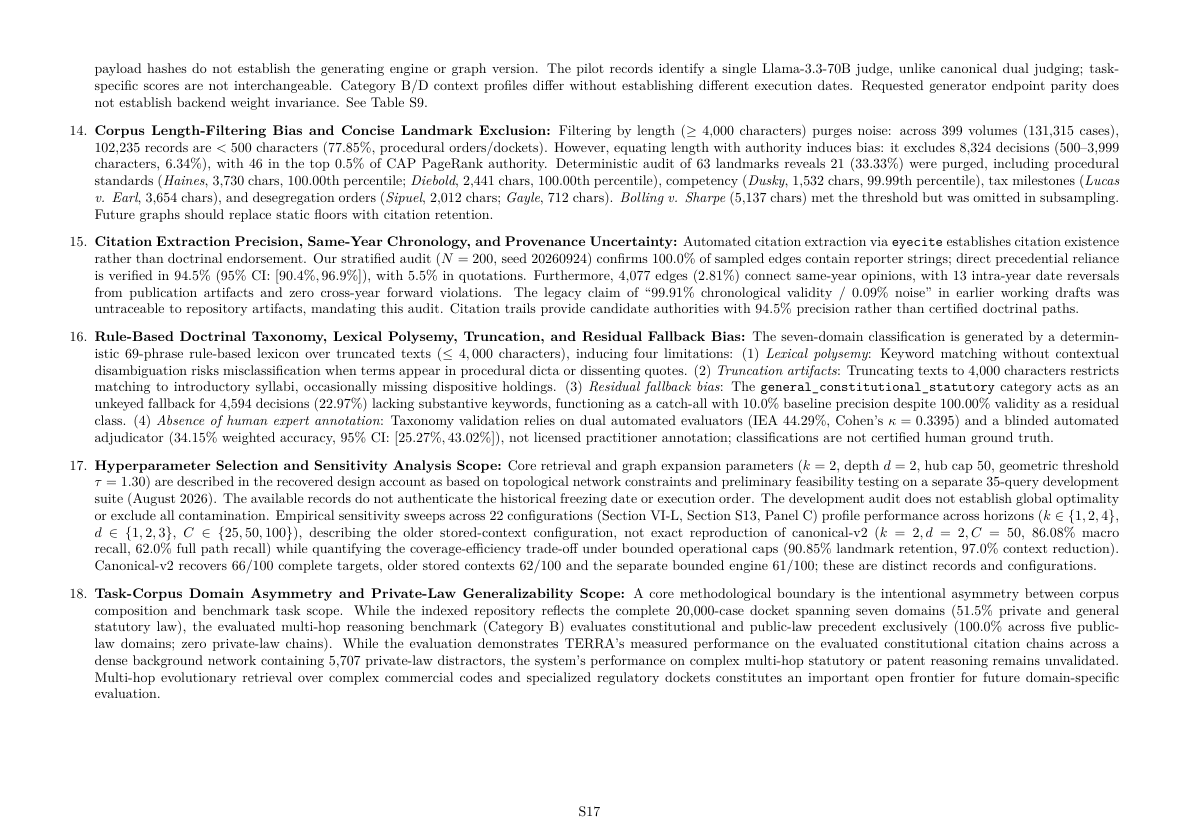 payload hashes do not establish the generating engine or graph version. The pilot records identify a single Llama-3.3-70B judge, unlike canonical dual judging; task-
specific scores are not interchangeable. Category B/D context profiles differ without establishing different execution dates. Requested generator endpoint parity does
not establish backend weight invariance. See Table S9.
14. Corpus Length-Filtering Bias and Concise Landmark Exclusion: Filtering by length (≥ 4,000 characters) purges noise: across 399 volumes (131,315 cases),
102,235 records are < 500 characters (77.85%, procedural orders/dockets). However, equating length with authority induces bias: it excludes 8,324 decisions (500–3,999
characters, 6.34%), with 46 in the top 0.5% of CAP PageRank authority. Deterministic audit of 63 landmarks reveals 21 (33.33%) were purged, including procedural
standards (Haines, 3,730 chars, 100.00th percentile; Diebold, 2,441 chars, 100.00th percentile), competency (Dusky, 1,532 chars, 99.99th percentile), tax milestones (Lucas
v. Earl, 3,654 chars), and desegregation orders (Sipuel, 2,012 chars; Gayle, 712 chars). Bolling v. Sharpe (5,137 chars) met the threshold but was omitted in subsampling.
Future graphs should replace static floors with citation retention.
15. Citation Extraction Precision, Same-Year Chronology, and Provenance Uncertainty: Automated citation extraction via eyecite establishes citation existence
rather than doctrinal endorsement. Our stratified audit (N = 200, seed 20260924) confirms 100.0% of sampled edges contain reporter strings; direct precedential reliance
is verified in 94.5% (95% CI: [90.4%, 96.9%]), with 5.5% in quotations. Furthermore, 4,077 edges (2.81%) connect same-year opinions, with 13 intra-year date reversals
from publication artifacts and zero cross-year forward violations. The legacy claim of “99.91% chronological validity / 0.09% noise” in earlier working drafts was
untraceable to repository artifacts, mandating this audit. Citation trails provide candidate authorities with 94.5% precision rather than certified doctrinal paths.
16. Rule-Based Doctrinal Taxonomy, Lexical Polysemy, Truncation, and Residual Fallback Bias: The seven-domain classification is generated by a determin-
istic 69-phrase rule-based lexicon over truncated texts (≤ 4, 000 characters), inducing four limitations: (1) Lexical polysemy: Keyword matching without contextual
disambiguation risks misclassification when terms appear in procedural dicta or dissenting quotes. (2) Truncation artifacts: Truncating texts to 4,000 characters restricts
matching to introductory syllabi, occasionally missing dispositive holdings. (3) Residual fallback bias: The general_constitutional_statutory category acts as an
unkeyed fallback for 4,594 decisions (22.97%) lacking substantive keywords, functioning as a catch-all with 10.0% baseline precision despite 100.00% validity as a residual
class. (4) Absence of human expert annotation: Taxonomy validation relies on dual automated evaluators (IEA 44.29%, Cohen's κ = 0.3395) and a blinded automated
adjudicator (34.15% weighted accuracy, 95% CI: [25.27%, 43.02%]), not licensed practitioner annotation; classifications are not certified human ground truth.
17. Hyperparameter Selection and Sensitivity Analysis Scope: Core retrieval and graph expansion parameters (k = 2, depth d = 2, hub cap 50, geometric threshold
τ = 1.30) are described in the recovered design account as based on topological network constraints and preliminary feasibility testing on a separate 35-query development
suite (August 2026). The available records do not authenticate the historical freezing date or execution order. The development audit does not establish global optimality
or exclude all contamination. Empirical sensitivity sweeps across 22 configurations (Section VI-L, Section S13, Panel C) profile performance across horizons (k ∈ {1, 2, 4},
d ∈ {1, 2, 3}, C ∈ {25, 50, 100}), describing the older stored-context configuration, not exact reproduction of canonical-v2 (k = 2, d = 2, C = 50, 86.08% macro
recall, 62.0% full path recall) while quantifying the coverage-efficiency trade-off under bounded operational caps (90.85% landmark retention, 97.0% context reduction).
Canonical-v2 recovers 66/100 complete targets, older stored contexts 62/100 and the separate bounded engine 61/100; these are distinct records and configurations.
18. Task-Corpus Domain Asymmetry and Private-Law Generalizability Scope: A core methodological boundary is the intentional asymmetry between corpus
composition and benchmark task scope. While the indexed repository reflects the complete 20,000-case docket spanning seven domains (51.5% private and general
statutory law), the evaluated multi-hop reasoning benchmark (Category B) evaluates constitutional and public-law precedent exclusively (100.0% across five public-
law domains; zero private-law chains). While the evaluation demonstrates TERRA's measured performance on the evaluated constitutional citation chains across a
dense background network containing 5,707 private-law distractors, the system's performance on complex multi-hop statutory or patent reasoning remains unvalidated.
Multi-hop evolutionary retrieval over complex commercial codes and specialized regulatory dockets constitutes an important open frontier for future domain-specific
evaluation.
S17